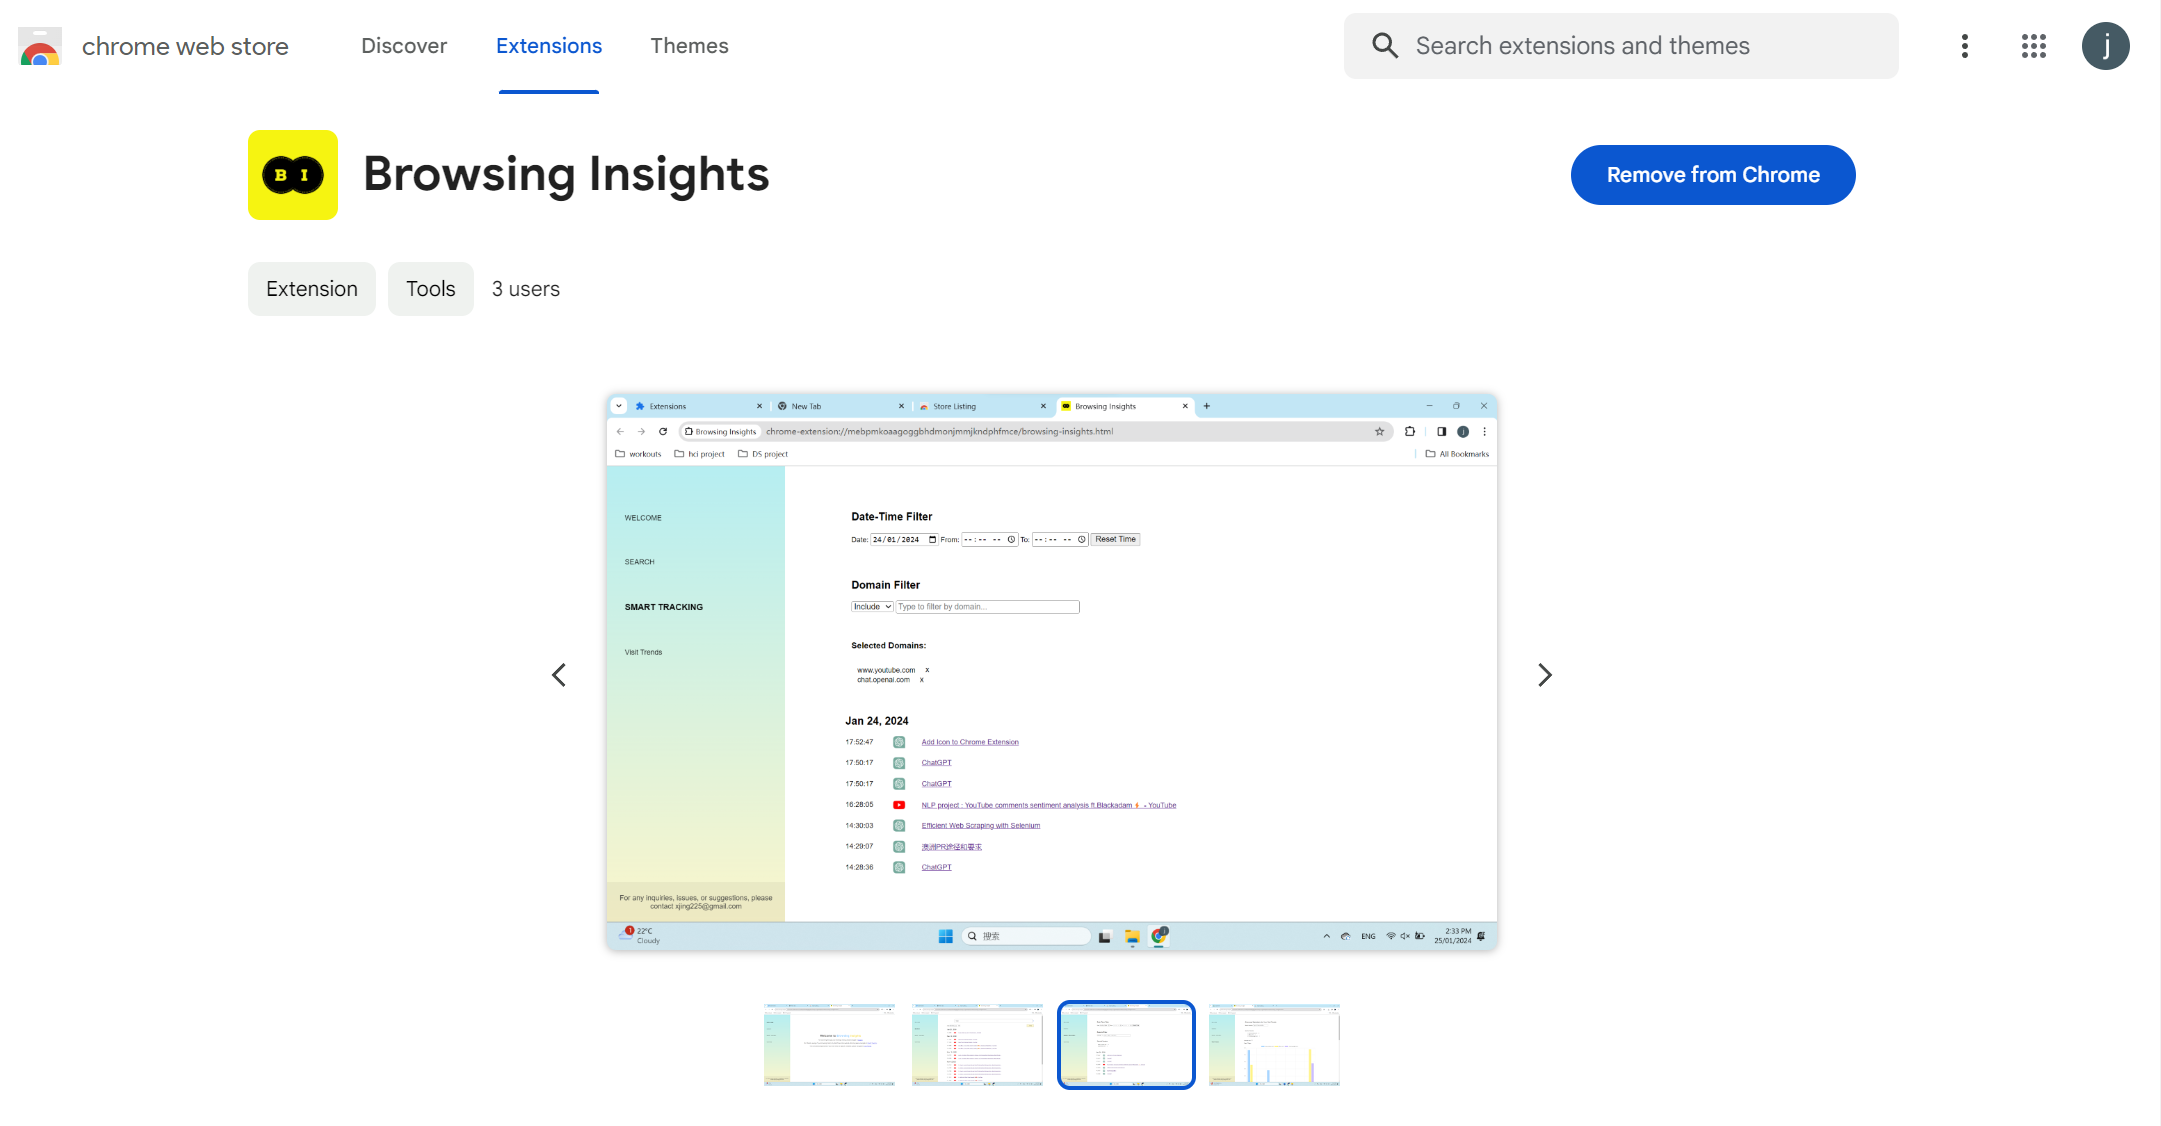 chrome web store
Discover
Extensions
Themes
Search extensions and themes
j
B I
Browsing Insights
Remove from Chrome
Extension
Tools
3 users
Extensions
New Tab
Store Listing
Browsing Insights
Browsing Insights
chrome-extension://mebpmkoaagoggbhdmonjmmjkndphfmce/browsing-insights.html
workouts
hci project
DS project
All Bookmarks
WELCOME
SEARCH
SMART TRACKING
Visit Trends
For any inquiries, issues, or suggestions, please
contact xjing225@gmail.com
Date-Time Filter
Date: 24/01/2024 From: --:-- -- To: --:-- -- Reset Time
Domain Filter
Include Type to filter by domain...
Selected Domains:
www.youtube.com x
chat.openai.com x
Jan 24, 2024
17:52:47 Add Icon to Chrome Extension
17:50:17 ChatGPT
17:50:17 ChatGPT
16:28:05 NLP project : YouTube comments sentiment analysis ft.Blackadam⚡ - YouTube
14:30:03 Efficient Web Scraping with Selenium
14:29:07 澳洲PR途径和要求
14:28:36 ChatGPT
1
22°C
Cloudy
搜索
ENG
2:33 PM
25/01/2024